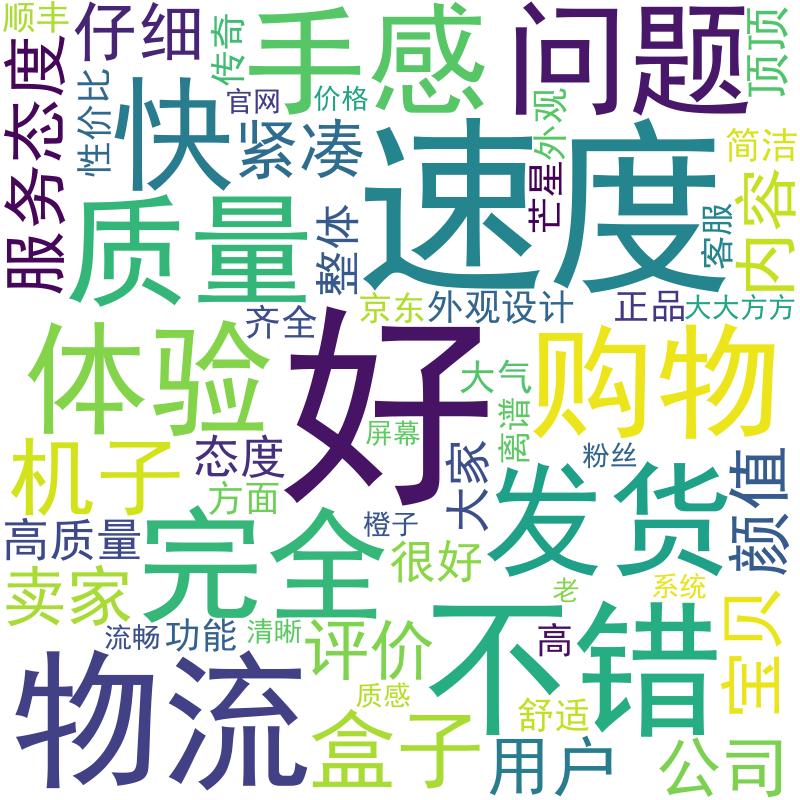 顺丰
仔细
传奇
手感
问题
顶顶
服务态度
性价比
快
官网
价格
紧凑
外观
速度
简洁
芒星
内容
客服
质量
整体
齐全
京东
外观设计
正品
大大方方
体验
好
大气
购物
屏幕
离谱
机子
态度
大家
粉丝
颜值
方面
橙子
发货
高质量
完全
很好
卖家
老
系统
流畅
功能
清晰
评价
不错
高
宝贝
物流
质感
舒适
盒子
用户
公司